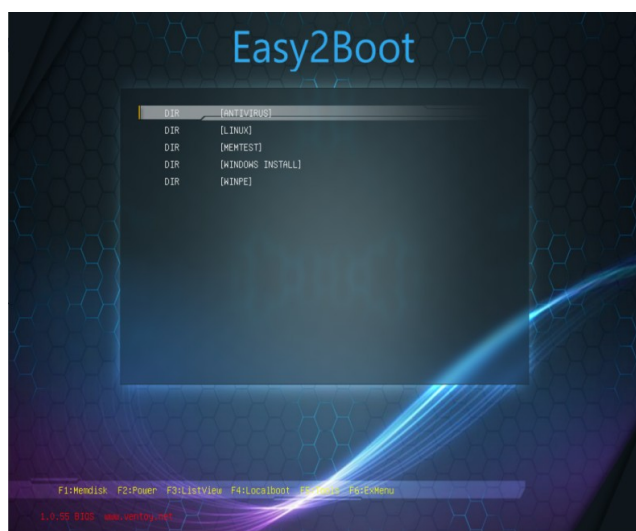 Easy2Boot
DIR [ANTIVIRUS]
DIR [LINUX]
DIR [MEMTEST]
DIR [WINDOWS INSTALL]
DIR [WINPE]
F1:Memdisk F2:Power F3:ListView F4:Localboot F6:ExMenu
1.0.55 BIOS www.ventoy.net